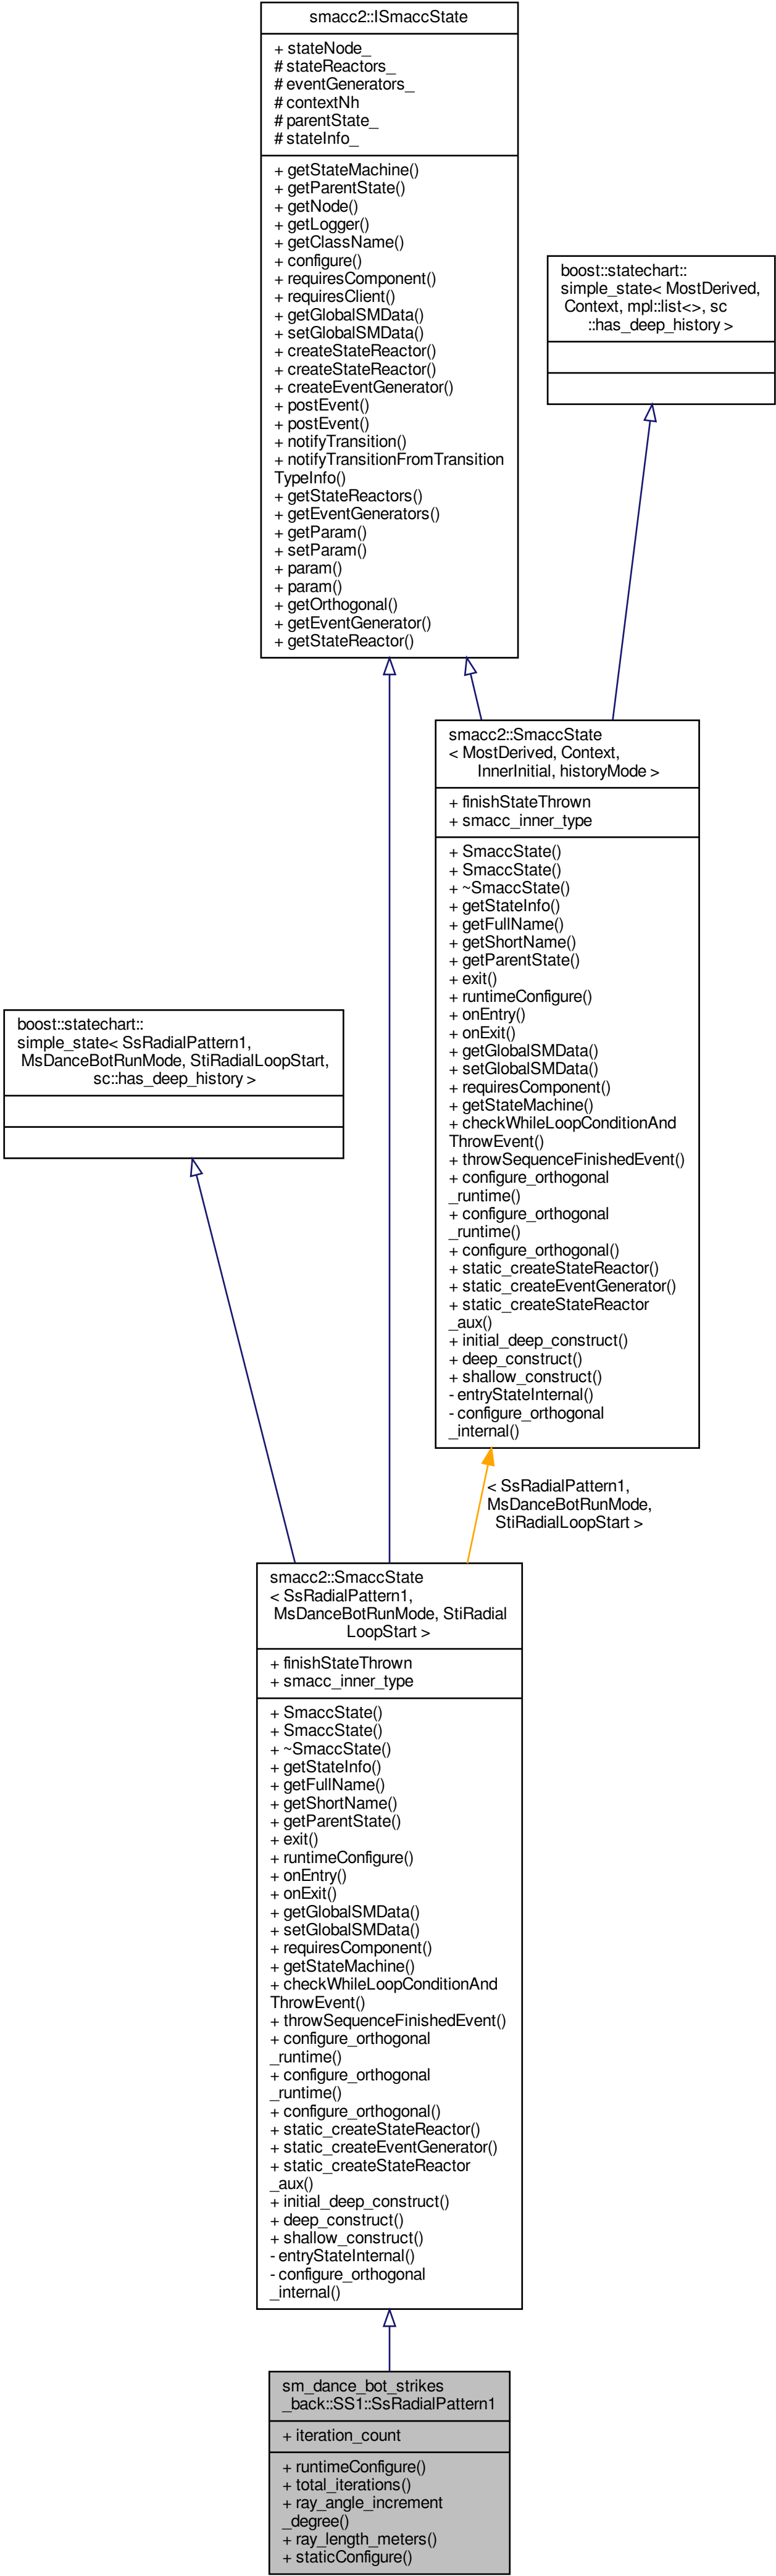 smacc2::ISmaccState
+ stateNode_
# stateReactors_
# eventGenerators_
# contextNh
# parentState_
# stateInfo_
+ getStateMachine()
+ getParentState()
+ getNode()
+ getLogger()
+ getClassName()
+ configure()
+ requiresComponent()
+ requiresClient()
+ getGlobalSMData()
+ setGlobalSMData()
+ createStateReactor()
+ createStateReactor()
+ createEventGenerator()
+ postEvent()
+ postEvent()
+ notifyTransition()
+ notifyTransitionFromTransition
TypeInfo()
+ getStateReactors()
+ getEventGenerators()
+ getParam()
+ setParam()
+ param()
+ param()
+ getOrthogonal()
+ getEventGenerator()
+ getStateReactor()
boost::statechart::
simple_state< MostDerived,
Context, mpl::list<>, sc
::has_deep_history >
smacc2::SmaccState
< MostDerived, Context,
InnerInitial, historyMode >
+ finishStateThrown
+ smacc_inner_type
+ SmaccState()
+ SmaccState()
+ ~SmaccState()
+ getStateInfo()
+ getFullName()
+ getShortName()
+ getParentState()
+ exit()
+ runtimeConfigure()
+ onEntry()
+ onExit()
+ getGlobalSMData()
+ setGlobalSMData()
+ requiresComponent()
+ getStateMachine()
+ checkWhileLoopConditionAnd
ThrowEvent()
+ throwSequenceFinishedEvent()
+ configure_orthogonal
_runtime()
+ configure_orthogonal
_runtime()
+ configure_orthogonal()
+ static_createStateReactor()
+ static_createEventGenerator()
+ static_createStateReactor
_aux()
+ initial_deep_construct()
+ deep_construct()
+ shallow_construct()
- entryStateInternal()
- configure_orthogonal
_internal()
boost::statechart::
simple_state< SsRadialPattern1,
MsDanceBotRunMode, StiRadialLoopStart,
sc::has_deep_history >
< SsRadialPattern1,
MsDanceBotRunMode,
StiRadialLoopStart >
smacc2::SmaccState
< SsRadialPattern1,
MsDanceBotRunMode, StiRadial
LoopStart >
+ finishStateThrown
+ smacc_inner_type
+ SmaccState()
+ SmaccState()
+ ~SmaccState()
+ getStateInfo()
+ getFullName()
+ getShortName()
+ getParentState()
+ exit()
+ runtimeConfigure()
+ onEntry()
+ onExit()
+ getGlobalSMData()
+ setGlobalSMData()
+ requiresComponent()
+ getStateMachine()
+ checkWhileLoopConditionAnd
ThrowEvent()
+ throwSequenceFinishedEvent()
+ configure_orthogonal
_runtime()
+ configure_orthogonal
_runtime()
+ configure_orthogonal()
+ static_createStateReactor()
+ static_createEventGenerator()
+ static_createStateReactor
_aux()
+ initial_deep_construct()
+ deep_construct()
+ shallow_construct()
- entryStateInternal()
- configure_orthogonal
_internal()
sm_dance_bot_strikes
_back::SS1::SsRadialPattern1
+ iteration_count
+ runtimeConfigure()
+ total_iterations()
+ ray_angle_increment
_degree()
+ ray_length_meters()
+ staticConfigure()